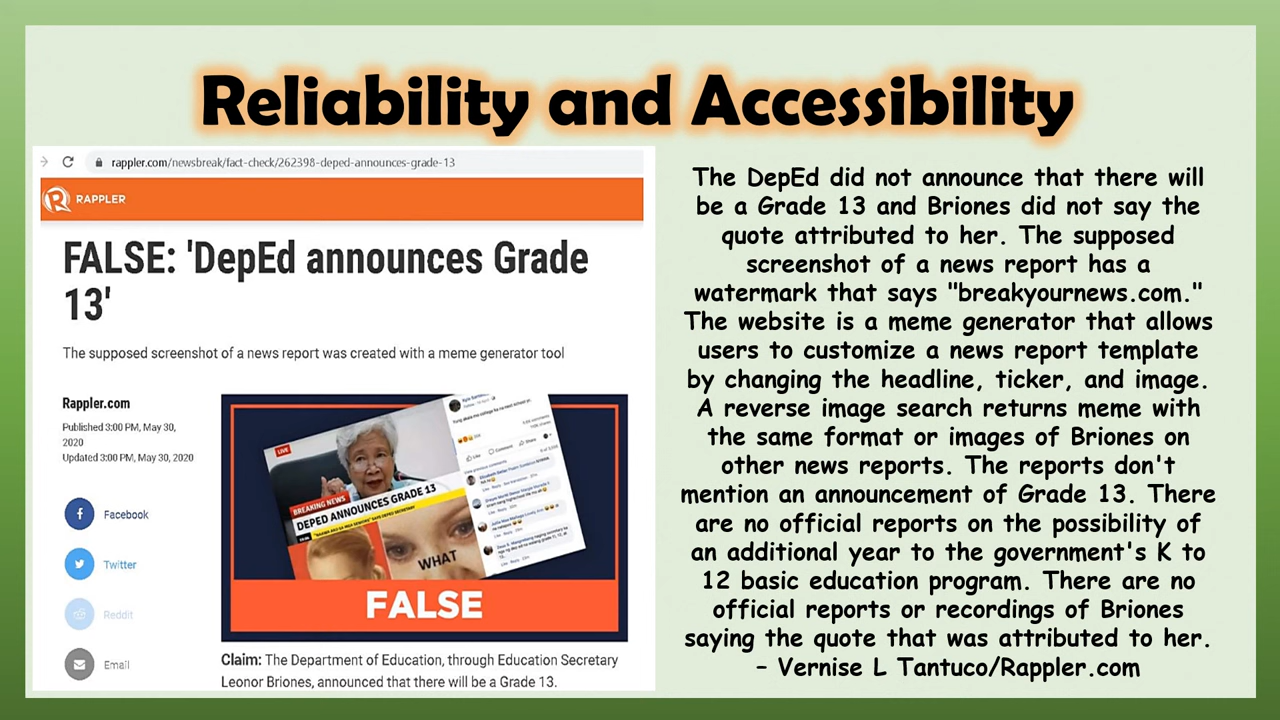 Reliability and Accessibility
rappler.com/newsbreak/fact-check/262398-deped-announces-grade-13
RAPPLER
FALSE: 'DepEd announces Grade
13'
The supposed screenshot of a news report was created with a meme generator tool
Rappler.com
Published 3:00 PM, May 30,
2020
Updated 3:00 PM, May 30, 2020
Facebook
Twitter
Reddit
Email
LIVE
BREAKING NEWS
DEPED ANNOUNCES GRADE 13
WHAT
FALSE
Claim: The Department of Education, through Education Secretary
Leonor Briones, announced that there will be a Grade 13.
The DepEd did not announce that there will
be a Grade 13 and Briones did not say the
quote attributed to her. The supposed
screenshot of a news report has a
watermark that says "breakyournews.com."
The website is a meme generator that allows
users to customize a news report template
by changing the headline, ticker, and image.
A reverse image search returns meme with
the same format or images of Briones on
other news reports. The reports don't
mention an announcement of Grade 13. There
are no official reports on the possibility of
an additional year to the government's K to
12 basic education program. There are no
official reports or recordings of Briones
saying the quote that was attributed to her.
– Vernise L Tantuco/Rappler.com